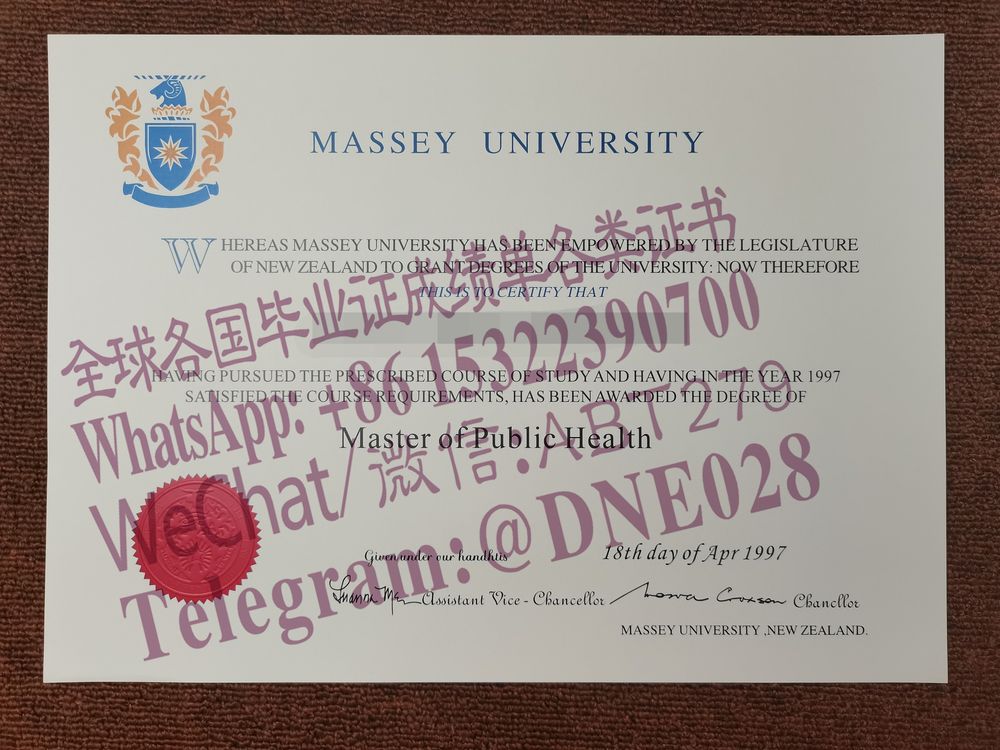 MASSEY UNIVERSITY
WHEREAS MASSEY UNIVERSITY HAS BEEN EMPOWERED BY THE LEGISLATURE
OF NEW ZEALAND TO GRANT DEGREES OF THE UNIVERSITY: NOW THEREFORE
THIS IS TO CERTIFY THAT
全球各国毕业证成绩单各类证书
HAVING PURSUED THE PRESCRIBED COURSE OF STUDY AND HAVING IN THE YEAR 1997
SATISFIED THE COURSE REQUIREMENTS, HAS BEEN AWARDED THE DEGREE OF
WhatsApp: +86 15322390700
Master of Public Health
WeChat/微信:ABT279
Telegram:@DNE028
Given under our handhtis
18th day of Apr 1997
Assistant Vice - Chancellor
Chancllor
MASSEY UNIVERSITY ,NEW ZEALAND.